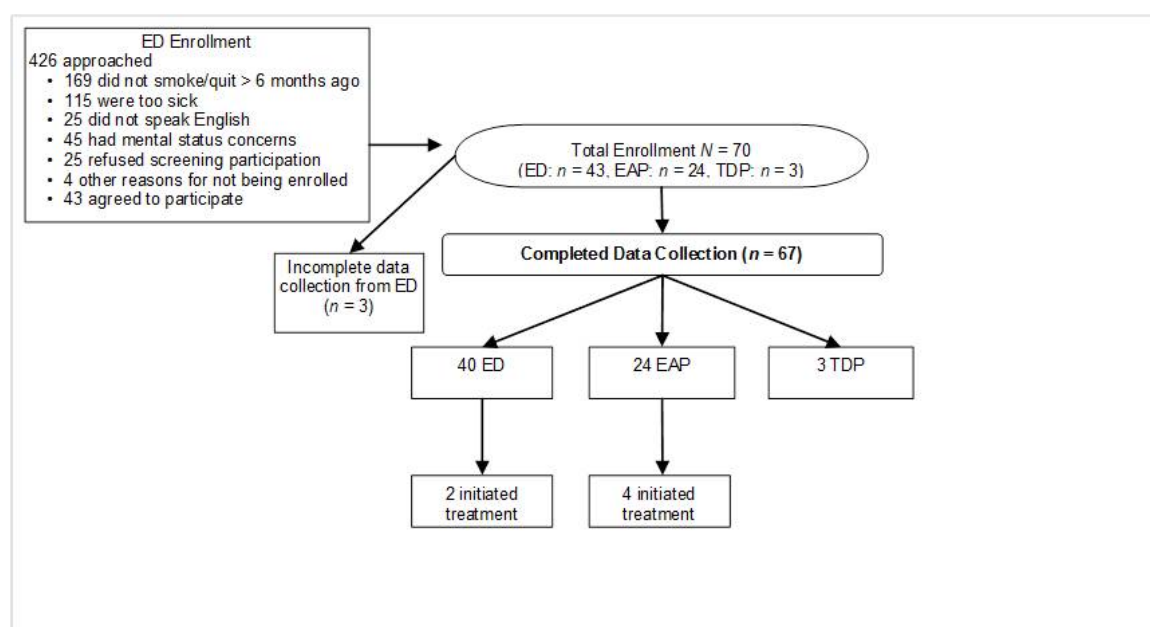 ED Enrollment
426 approached
• 169 did not smoke/quit > 6 months ago
• 115 were too sick
• 25 did not speak English
• 45 had mental status concerns
• 25 refused screening participation
• 4 other reasons for not being enrolled
• 43 agreed to participate
Total Enrollment N = 70
(ED: n = 43, EAP: n = 24, TDP: n = 3)
Incomplete data
collection from ED
(n = 3)
Completed Data Collection (n = 67)
40 ED
24 EAP
3 TDP
2 initiated
treatment
4 initiated
treatment